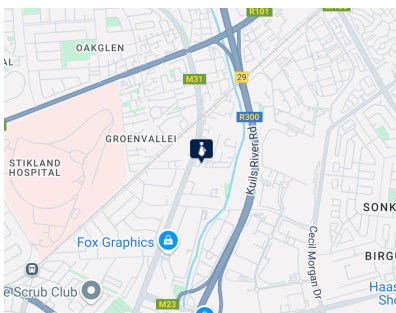 R101
OAKGLEN
AL
M31
29
R300
GROENVALLEI
STIKLAND
HOSPITAL
Kuils River Rd
SONK
Fox Graphics
Cecil Morgan Dr
BIRGU
e Scrub Club
Haas
Sho
M23